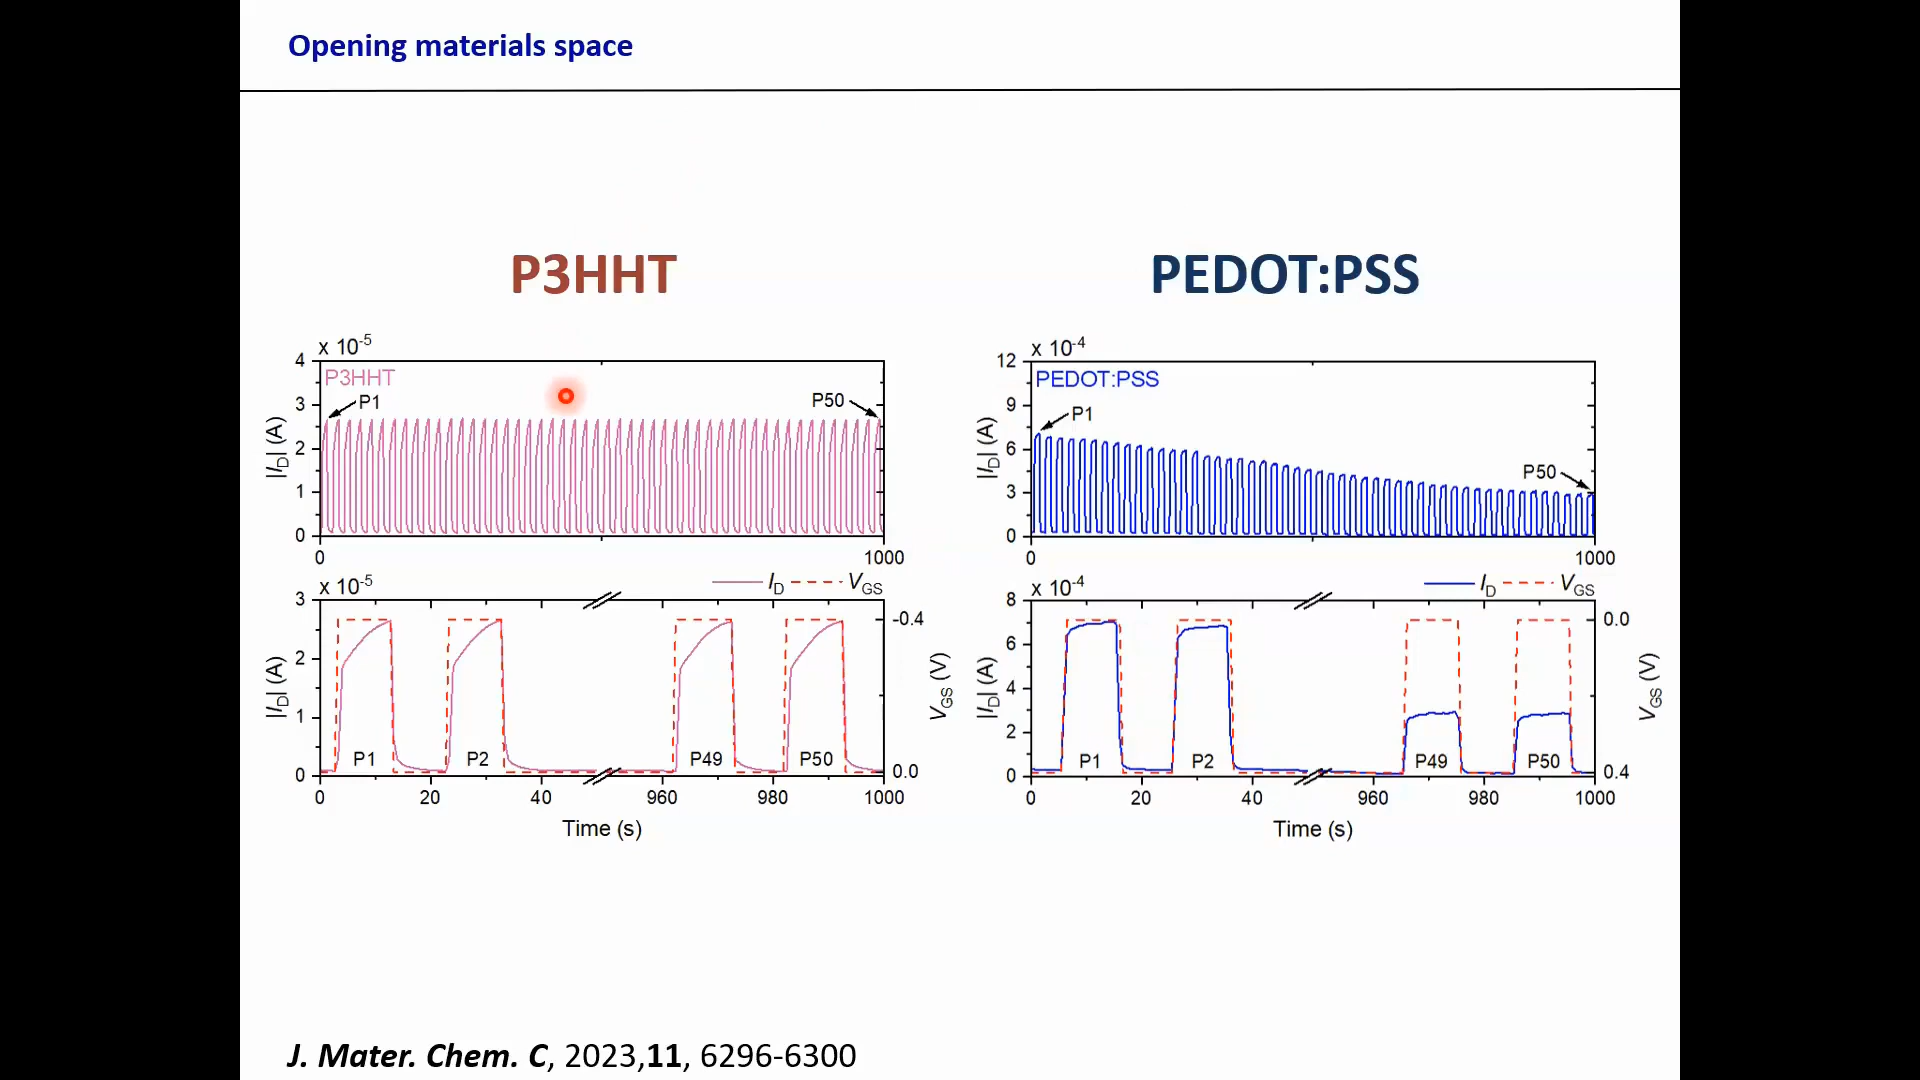 Opening materials space
P3HHT
PEDOT:PSS
x 10-5
4
3
2
1
0
|ID| (A)
P3HHT
P1
P50
0
1000
x 10-4
12
9
6
3
0
|ID| (A)
PEDOT:PSS
P1
P50
0
1000
x 10-5
ID
VGS
3
2
1
0
|ID| (A)
P1
P2
P49
P50
-0.4
0.0
VGS (V)
0
20
40
960
980
1000
Time (s)
x 10-4
ID
VGS
8
6
4
2
0
|ID| (A)
P1
P2
P49
P50
0.0
0.4
VGS (V)
0
20
40
960
980
1000
Time (s)
J. Mater. Chem. C, 2023,11, 6296-6300